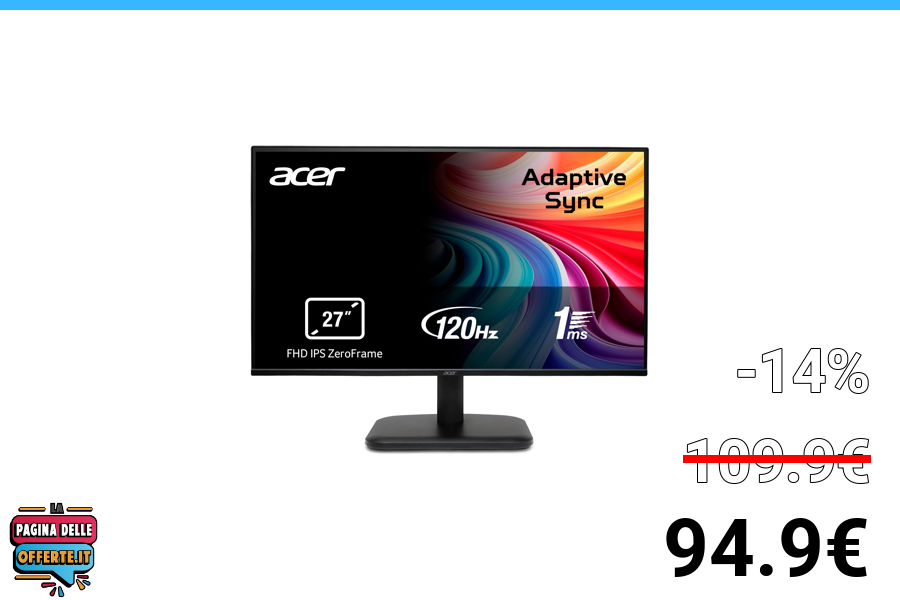 acer
Adaptive
Sync
27"
120Hz
1ms
FHD IPS ZeroFrame
acer
-14%
109.9€
94.9€
LA
PAGINA DELLE
OFFERTE.IT